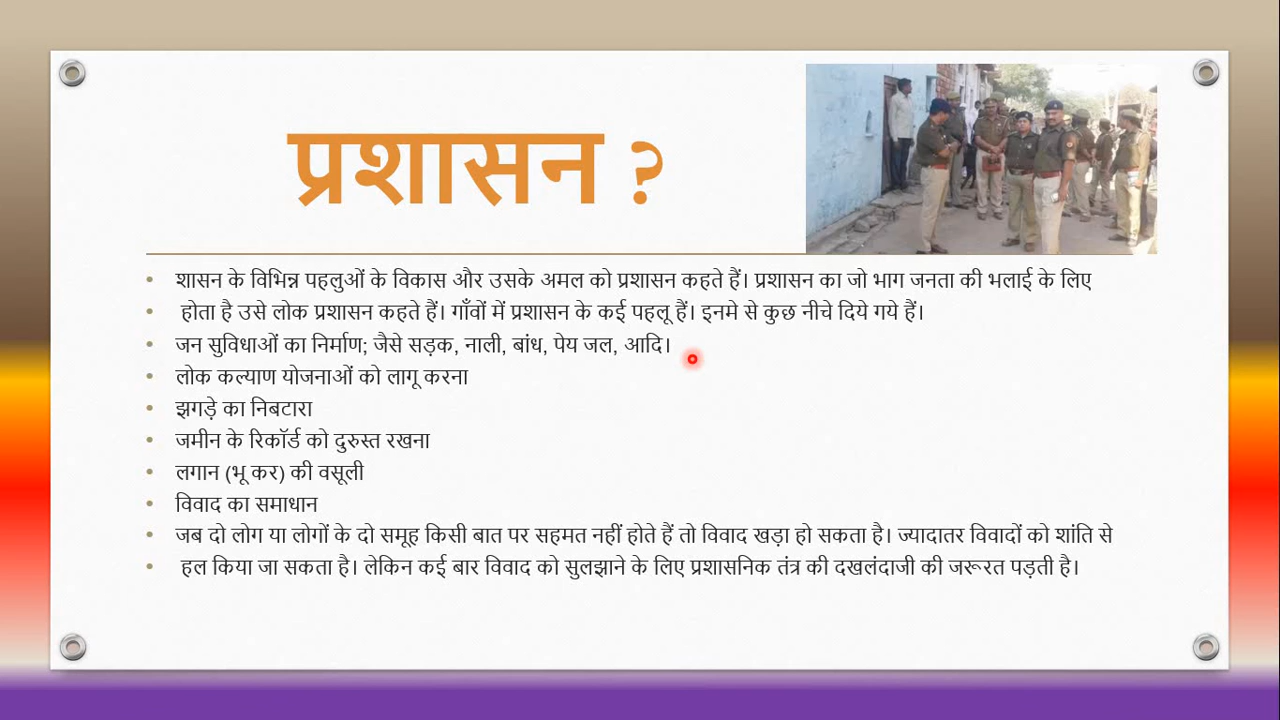 प्रशासन ?
• शासन के विभिन्न पहलुओं के विकास और उसके अमल को प्रशासन कहते हैं। प्रशासन का जो भाग जनता की भलाई के लिए
• होता है उसे लोक प्रशासन कहते हैं। गाँवों में प्रशासन के कई पहलू हैं। इनमे से कुछ नीचे दिये गये हैं।
• जन सुविधाओं का निर्माण; जैसे सड़क, नाली, बांध, पेय जल, आदि।
• लोक कल्याण योजनाओं को लागू करना
• झगड़े का निबटारा
• जमीन के रिकॉर्ड को दुरुस्त रखना
• लगान (भू कर) की वसूली
• विवाद का समाधान
• जब दो लोग या लोगों के दो समूह किसी बात पर सहमत नहीं होते हैं तो विवाद खड़ा हो सकता है। ज्यादातर विवादों को शांति से
• हल किया जा सकता है। लेकिन कई बार विवाद को सुलझाने के लिए प्रशासनिक तंत्र की दखलंदाजी की जरूरत पड़ती है।